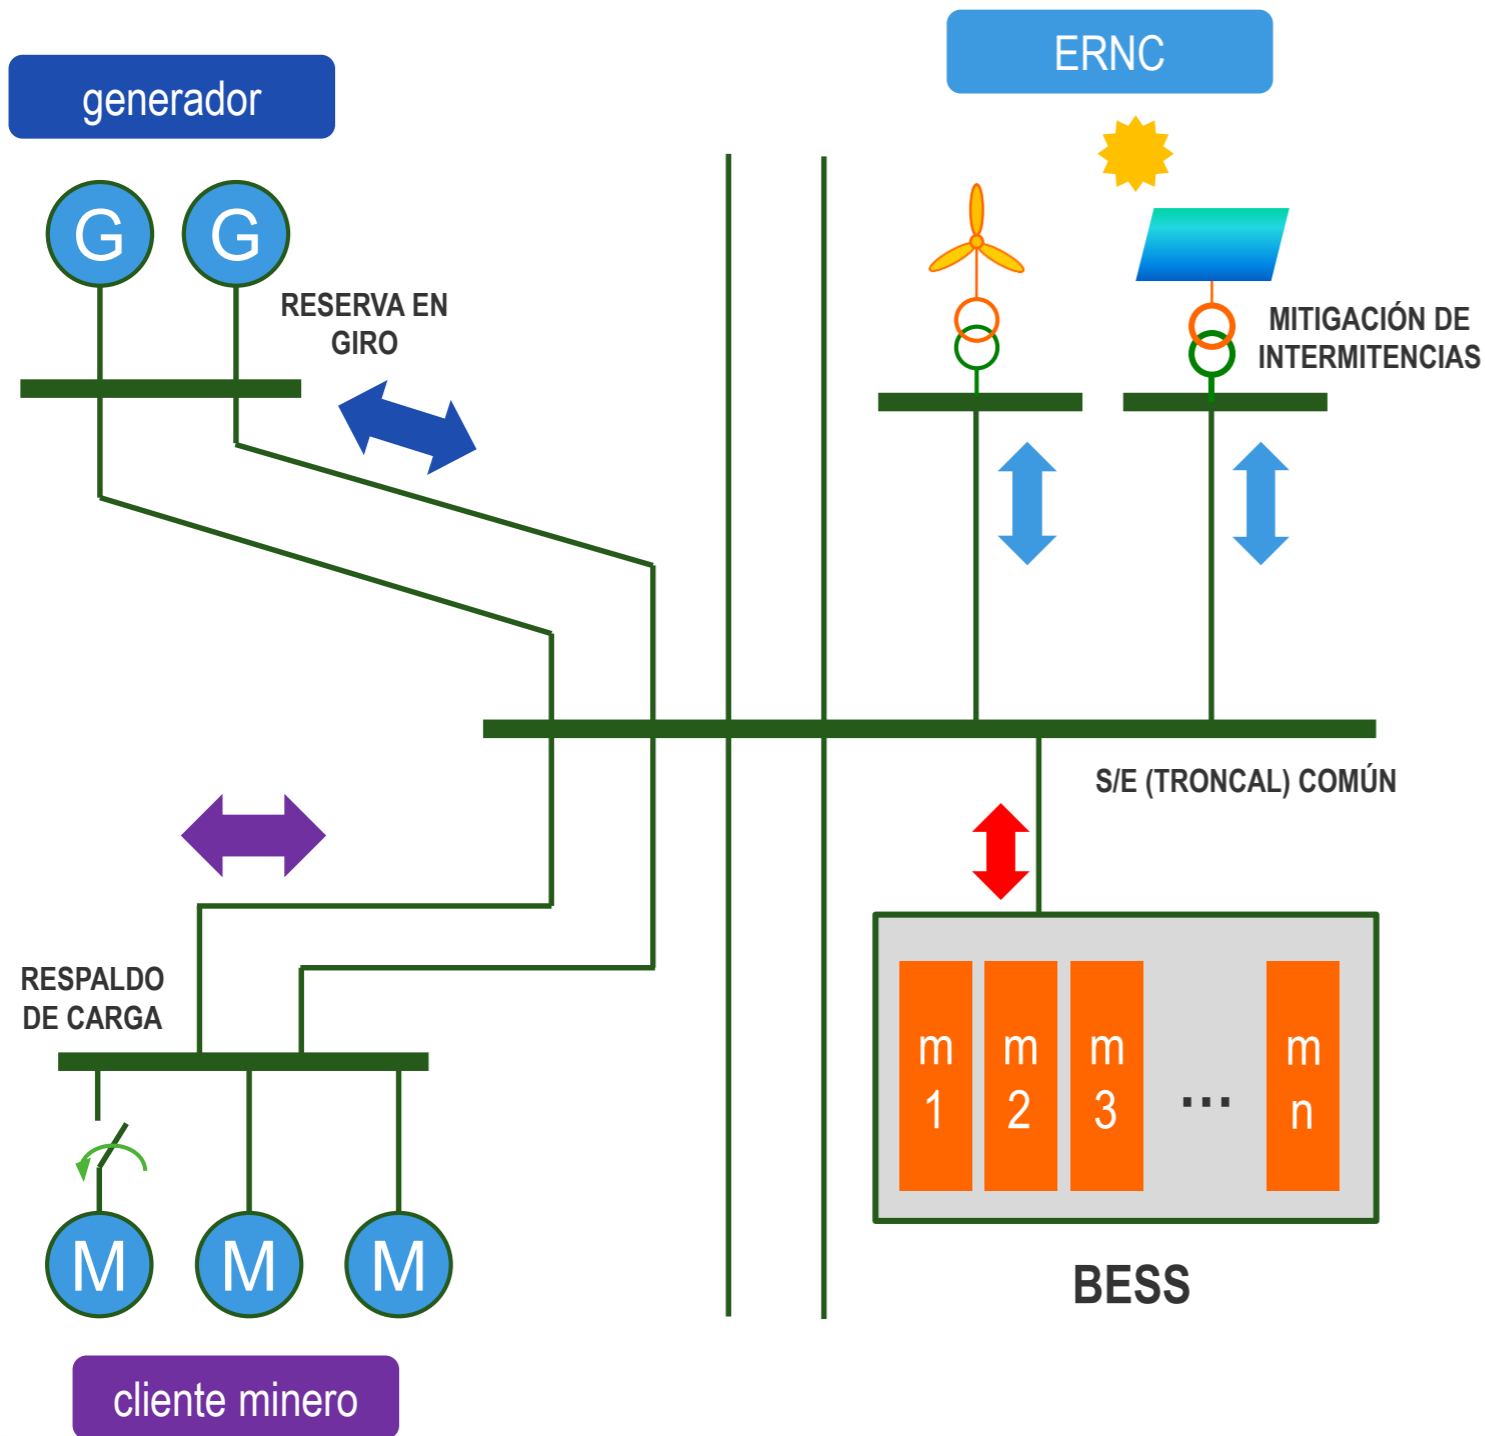 generador
ERNC
G
G
RESERVA EN
GIRO
MITIGACIÓN DE
INTERMITENCIAS
S/E (TRONCAL) COMÚN
RESPALDO
DE CARGA
m
1
m
2
m
3
...
m
n
M
M
M
BESS
cliente minero